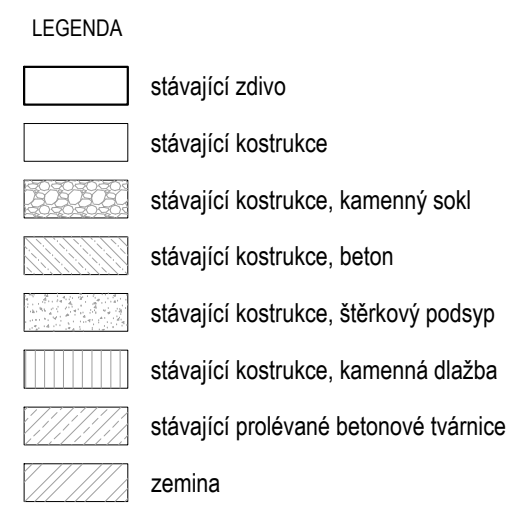 LEGENDA
stávající zdivo
stávající kostrukce
stávající kostrukce, kamenný sokl
stávající kostrukce, beton
stávající kostrukce, štěrkový podsyp
stávající kostrukce, kamenná dlažba
stávající prolévané betonové tvárnice
zemina